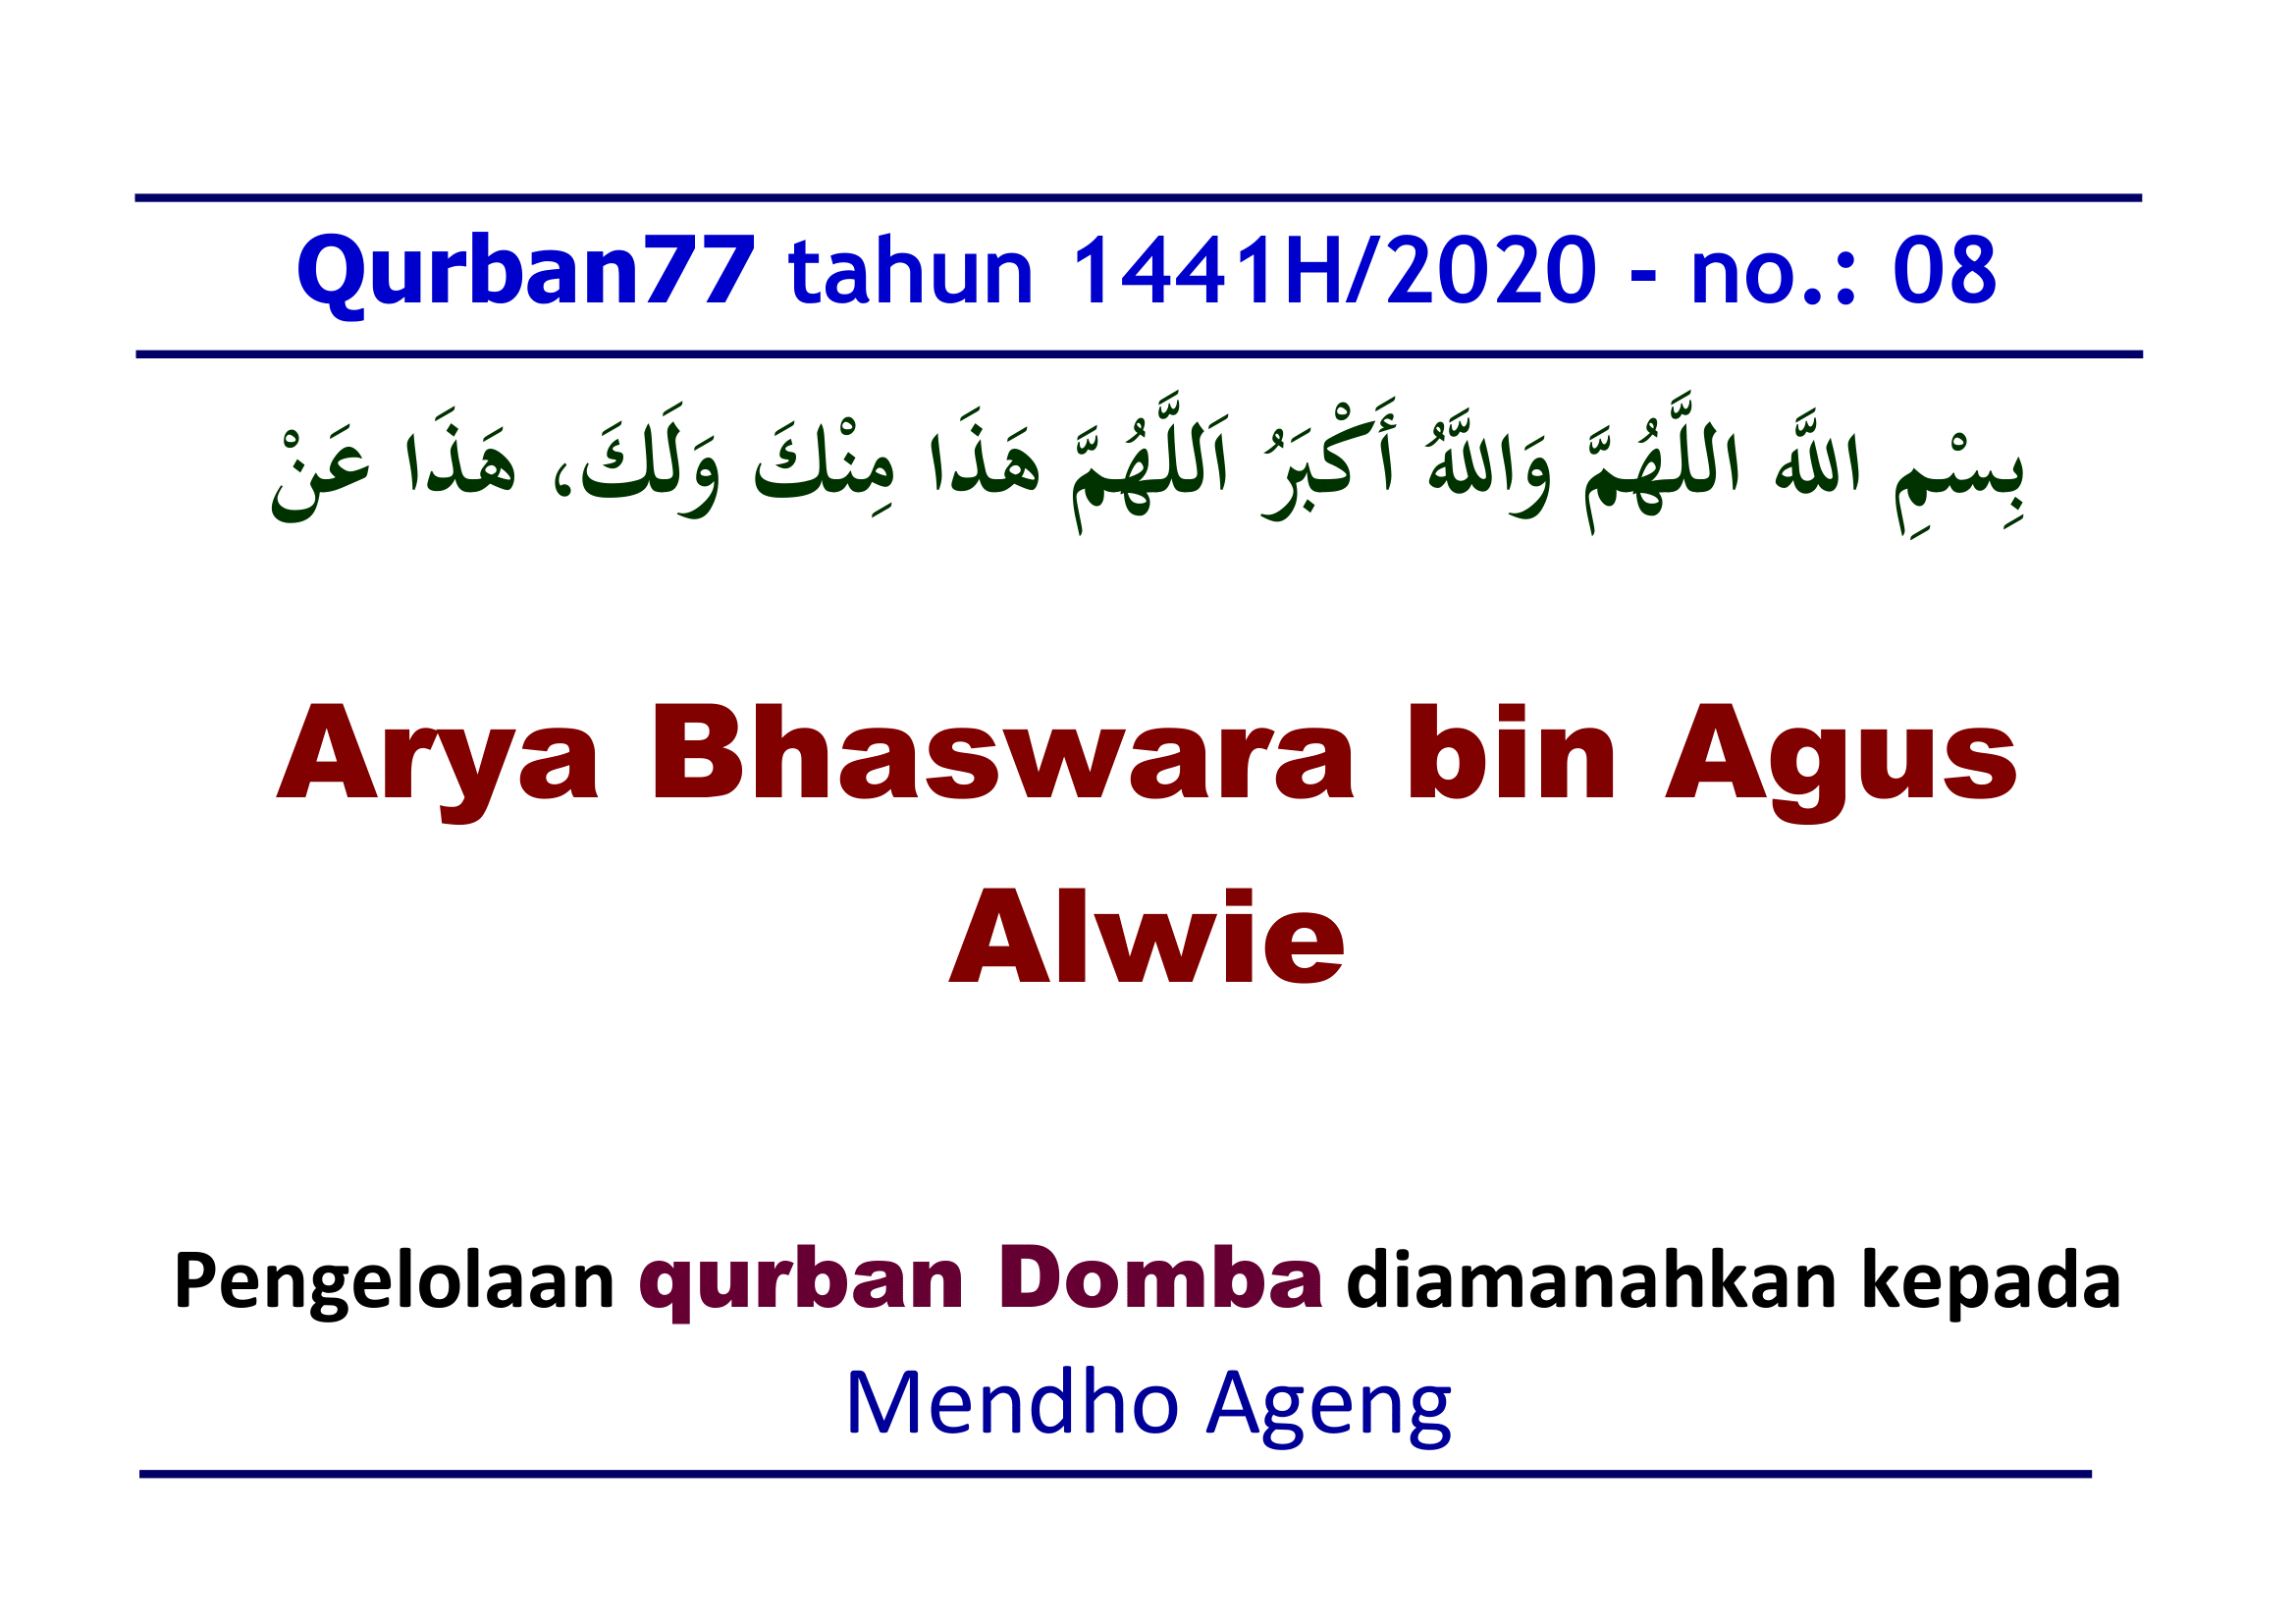 Qurban77 tahun 1441H/2020 - no.: 08
بِسْمِ اللَّه اللَّهُمَّ وَاللَّهُ أَكْبَرُ اَللَّهُمَّ هَذَا مِنْكَ وَلَكَ، هَذَا عَنْ
Arya Bhaswara bin Agus
Alwie
Pengelolaan qurban Domba diamanahkan kepada
Mendho Ageng